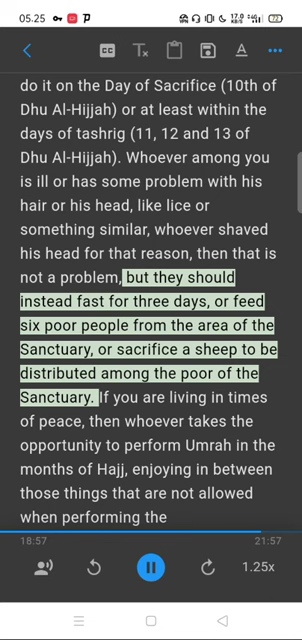 05.25
17.0
KB/s
72
CC
do it on the Day of Sacrifice (10th of
Dhu Al-Hijjah) or at least within the
days of tashrig (11, 12 and 13 of
Dhu Al-Hijjah). Whoever among you
is ill or has some problem with his
hair or his head, like lice or
something similar, whoever shaved
his head for that reason, then that is
not a problem, but they should
instead fast for three days, or feed
six poor people from the area of the
Sanctuary, or sacrifice a sheep to be
distributed among the poor of the
Sanctuary. If you are living in times
of peace, then whoever takes the
opportunity to perform Umrah in the
months of Hajj, enjoying in between
those things that are not allowed
when performing the
18:57
21:57
1.25x